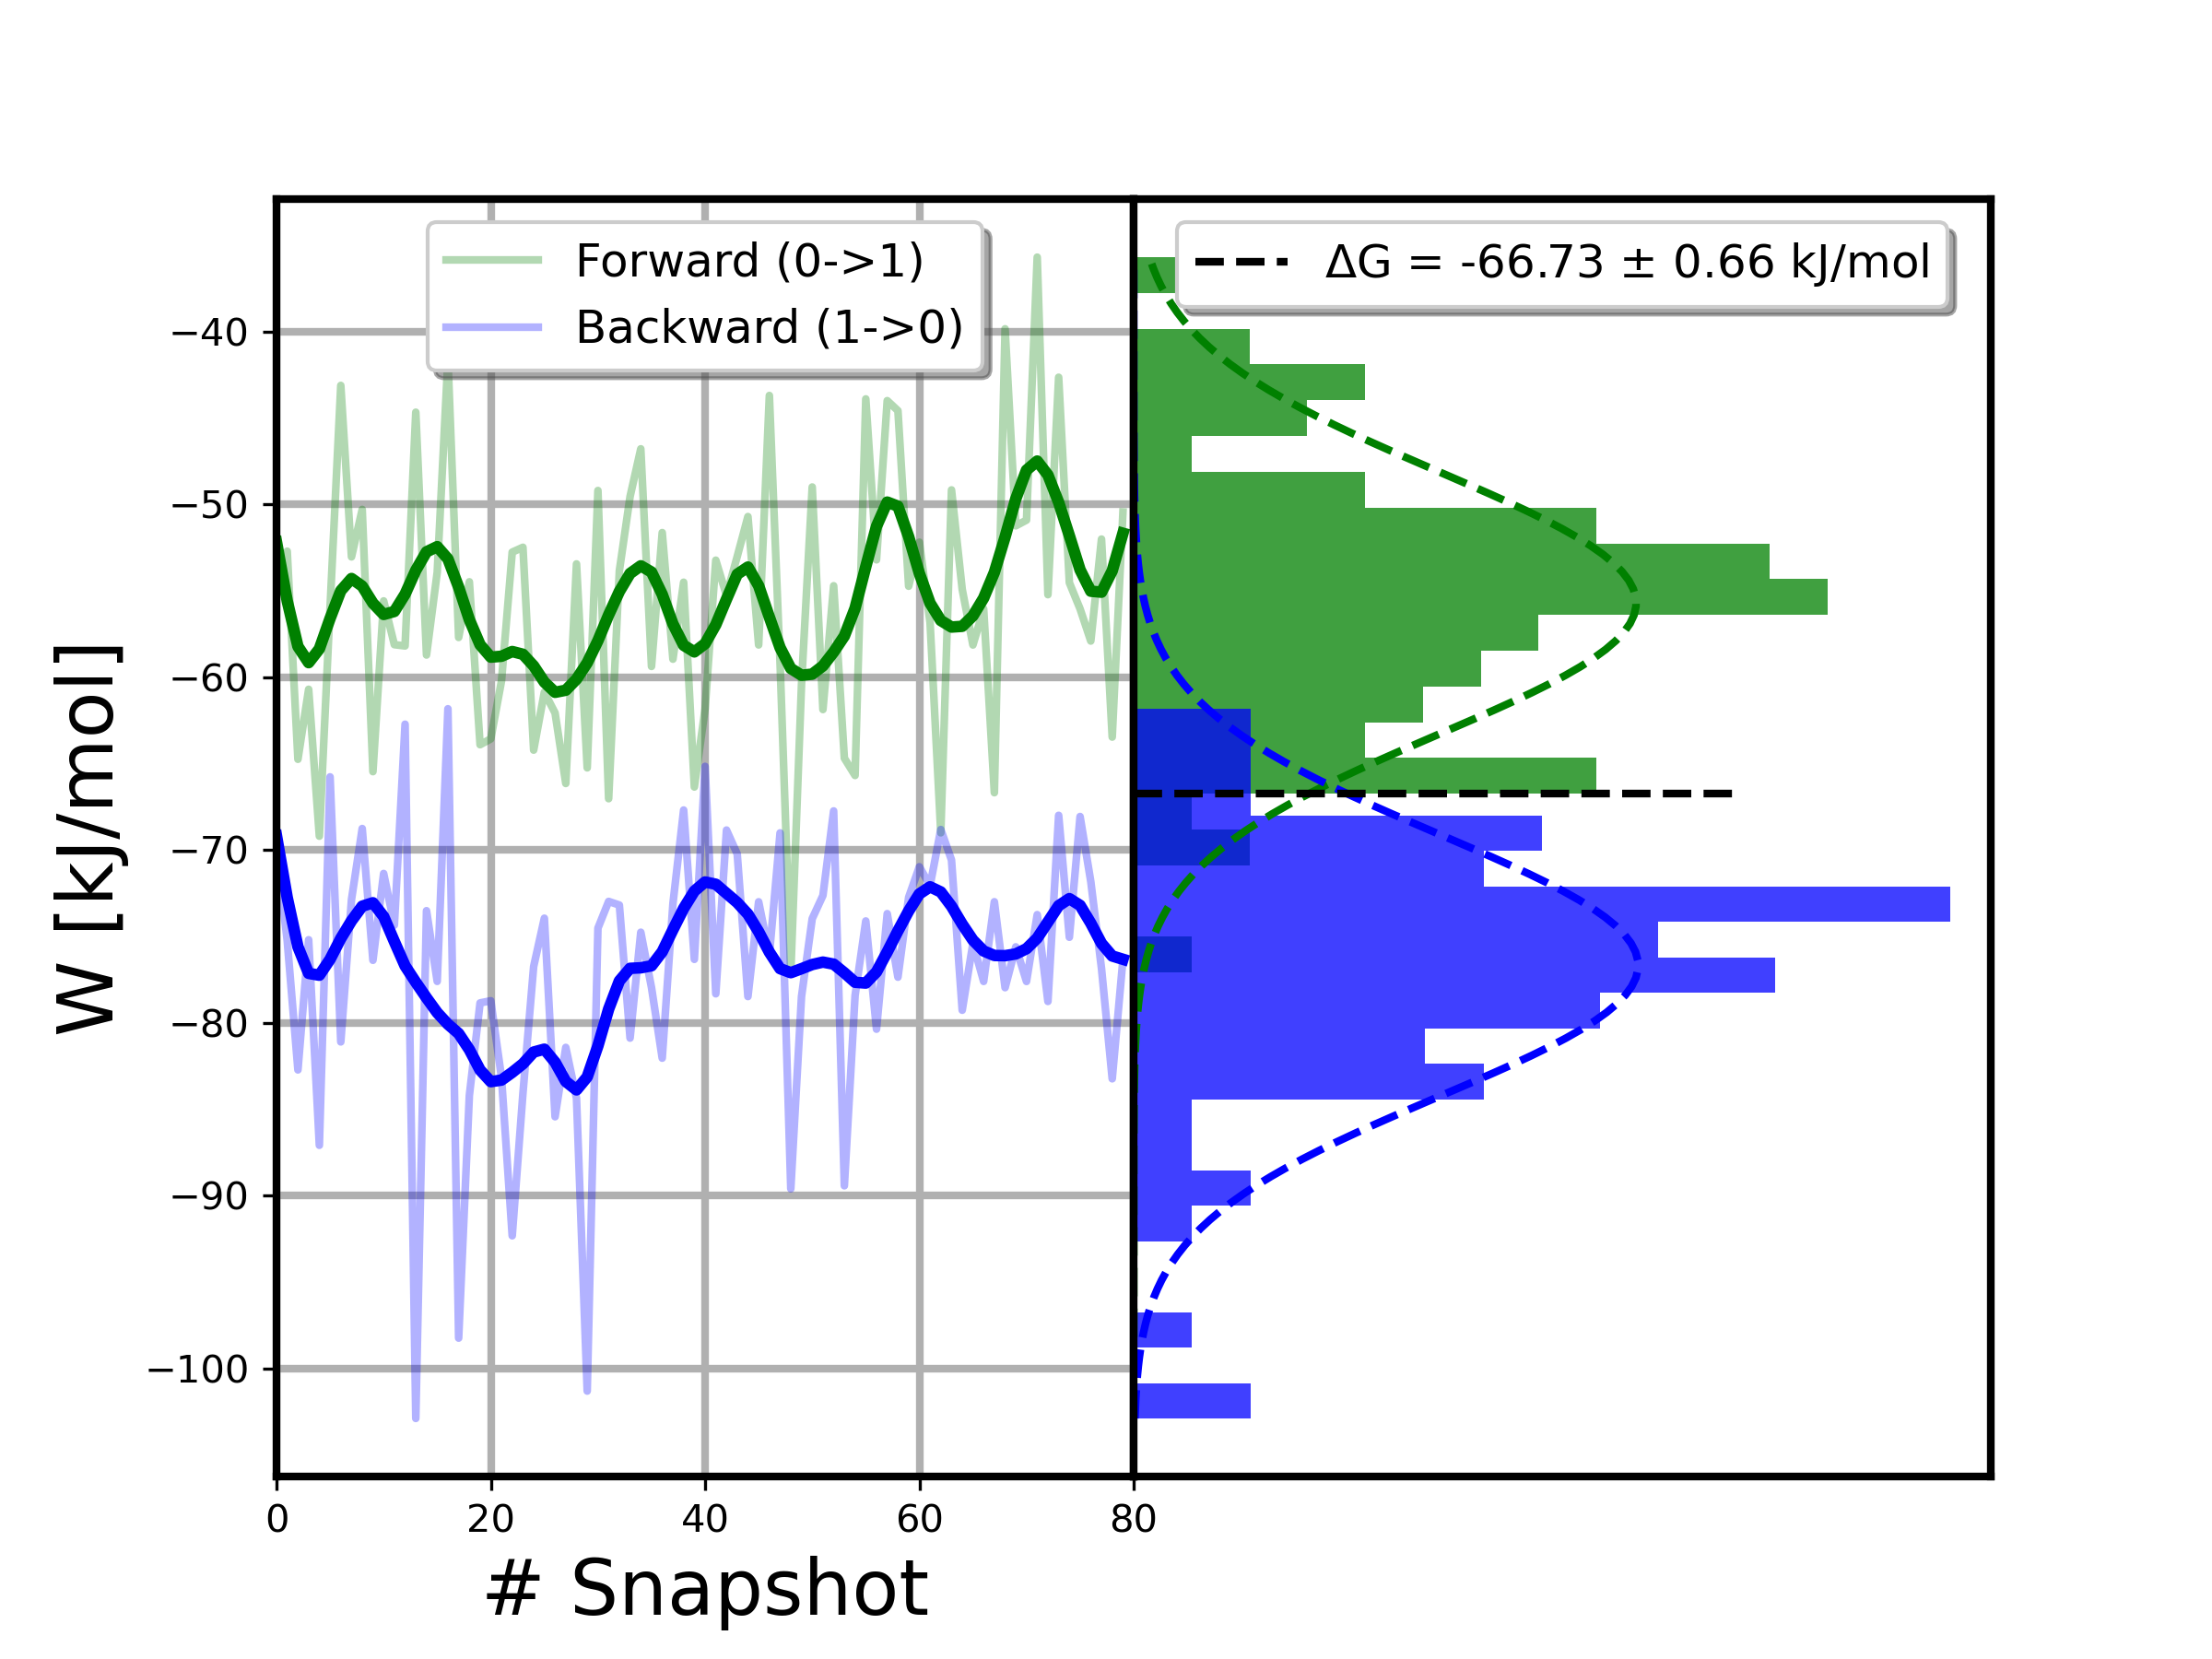 Forward (0->1)
Backward (1->0)
ΔG = -66.73 ± 0.66 kJ/mol
W [kJ/mol]
−40
−50
−60
−70
−80
−90
−100
0 20 40 60 80
# Snapshot